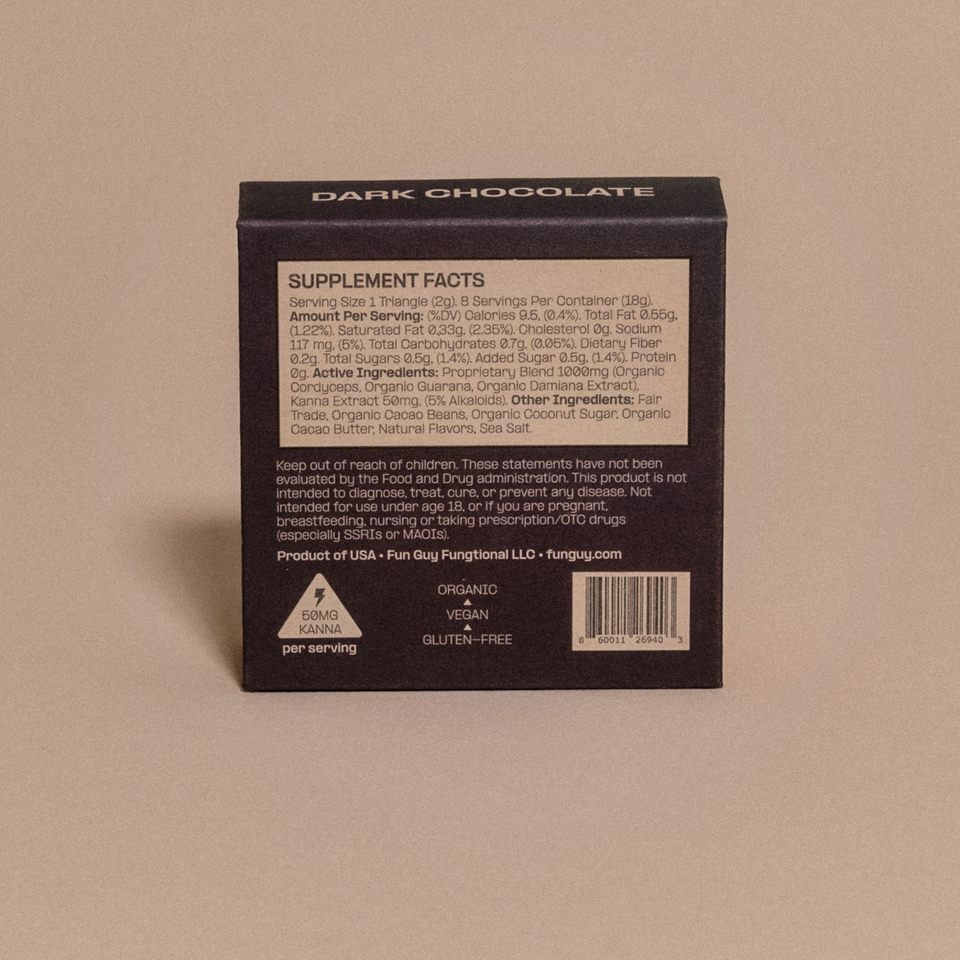 DARK CHOCOLATE
SUPPLEMENT FACTS
Serving Size 1 Triangle (2g). 8 Servings Per Container (18g).
Amount Per Serving: (%DV) Calories 9.5, (0.4%). Total Fat 0.55g,
(1.22%). Saturated Fat 0.33g, (2.35%). Cholesterol 0g. Sodium
117 mg, (5%). Total Carbohydrates 0.7g, (0.05%). Dietary Fiber
0.2g. Total Sugars 0.5g, (1.4%). Added Sugar 0.5g, (1.4%). Protein
0g. Active Ingredients: Proprietary Blend 1000mg (Organic
Cordyceps, Organic Guarana, Organic Damiana Extract),
Kanna Extract 50mg, (5% Alkaloids). Other Ingredients: Fair
Trade, Organic Cacao Beans, Organic Coconut Sugar, Organic
Cacao Butter, Natural Flavors, Sea Salt.
Keep out of reach of children. These statements have not been
evaluated by the Food and Drug administration. This product is not
intended to diagnose, treat, cure, or prevent any disease. Not
intended for use under age 18, or if you are pregnant,
breastfeeding, nursing or taking prescription/OTC drugs
(especially SSRIs or MAOIs).
Product of USA • Fun Guy Fungtional LLC • funguy.com
50MG
KANNA
per serving
ORGANIC
VEGAN
GLUTEN-FREE
8 60011 26940 3